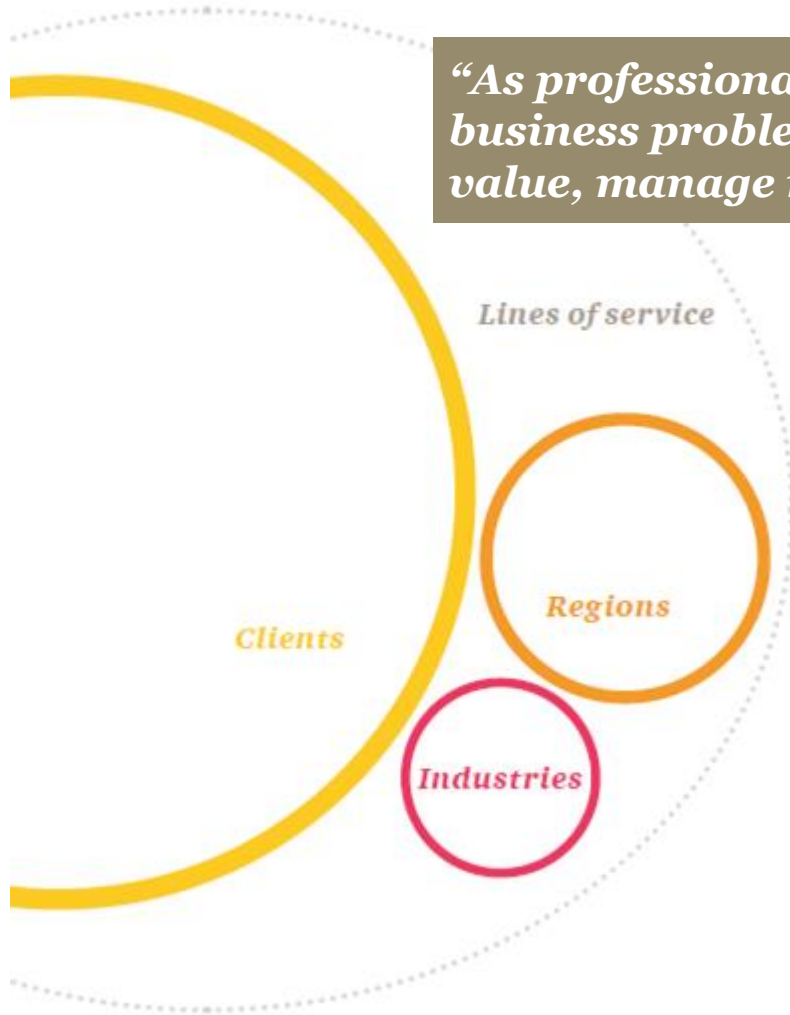 “As professiona
business proble
value, manage
Lines of service
Regions
Clients
Industries